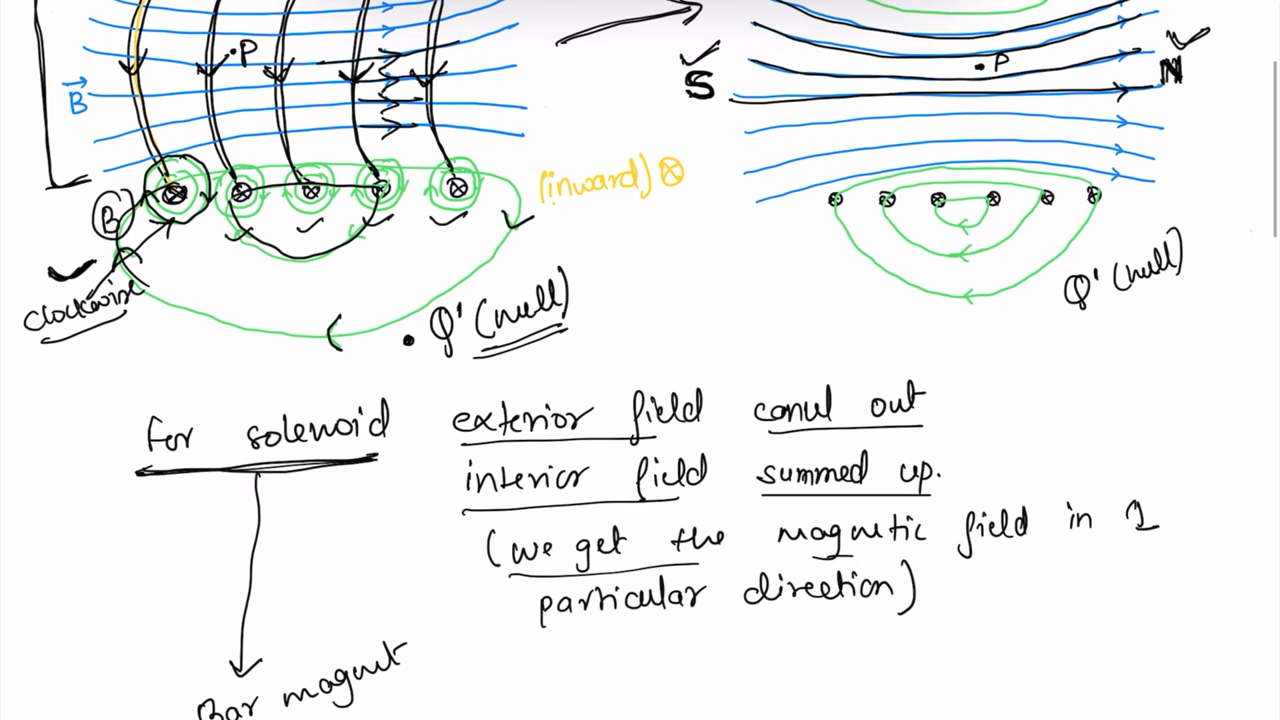 •P
B
S
•P
N
(inward) ⊗
B
clockwise
• Q' (null)
Q' (null)
For solenoid
exterior field cancel out
interior field summed up.
(we get the magnetic field in 1
particular direction)
Bar magnet